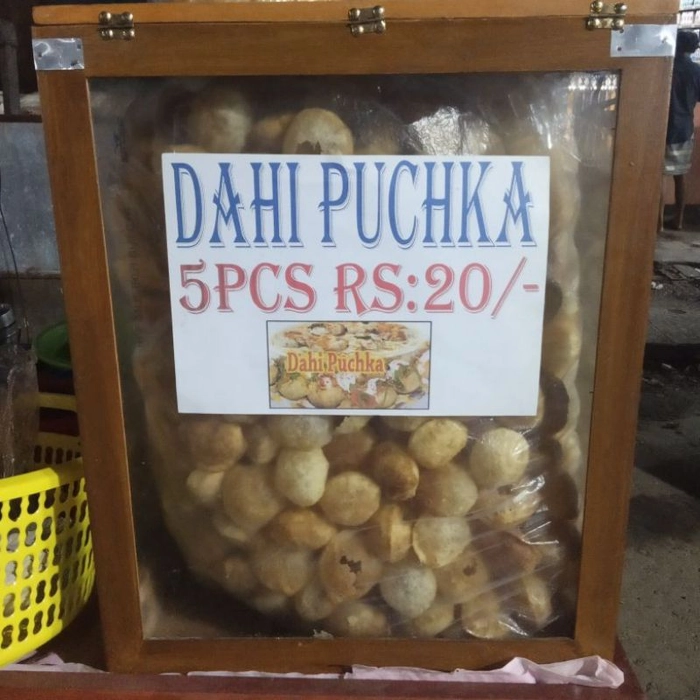 DAHI PUCHKA
5PCS RS:20/-
Dahi Puchka